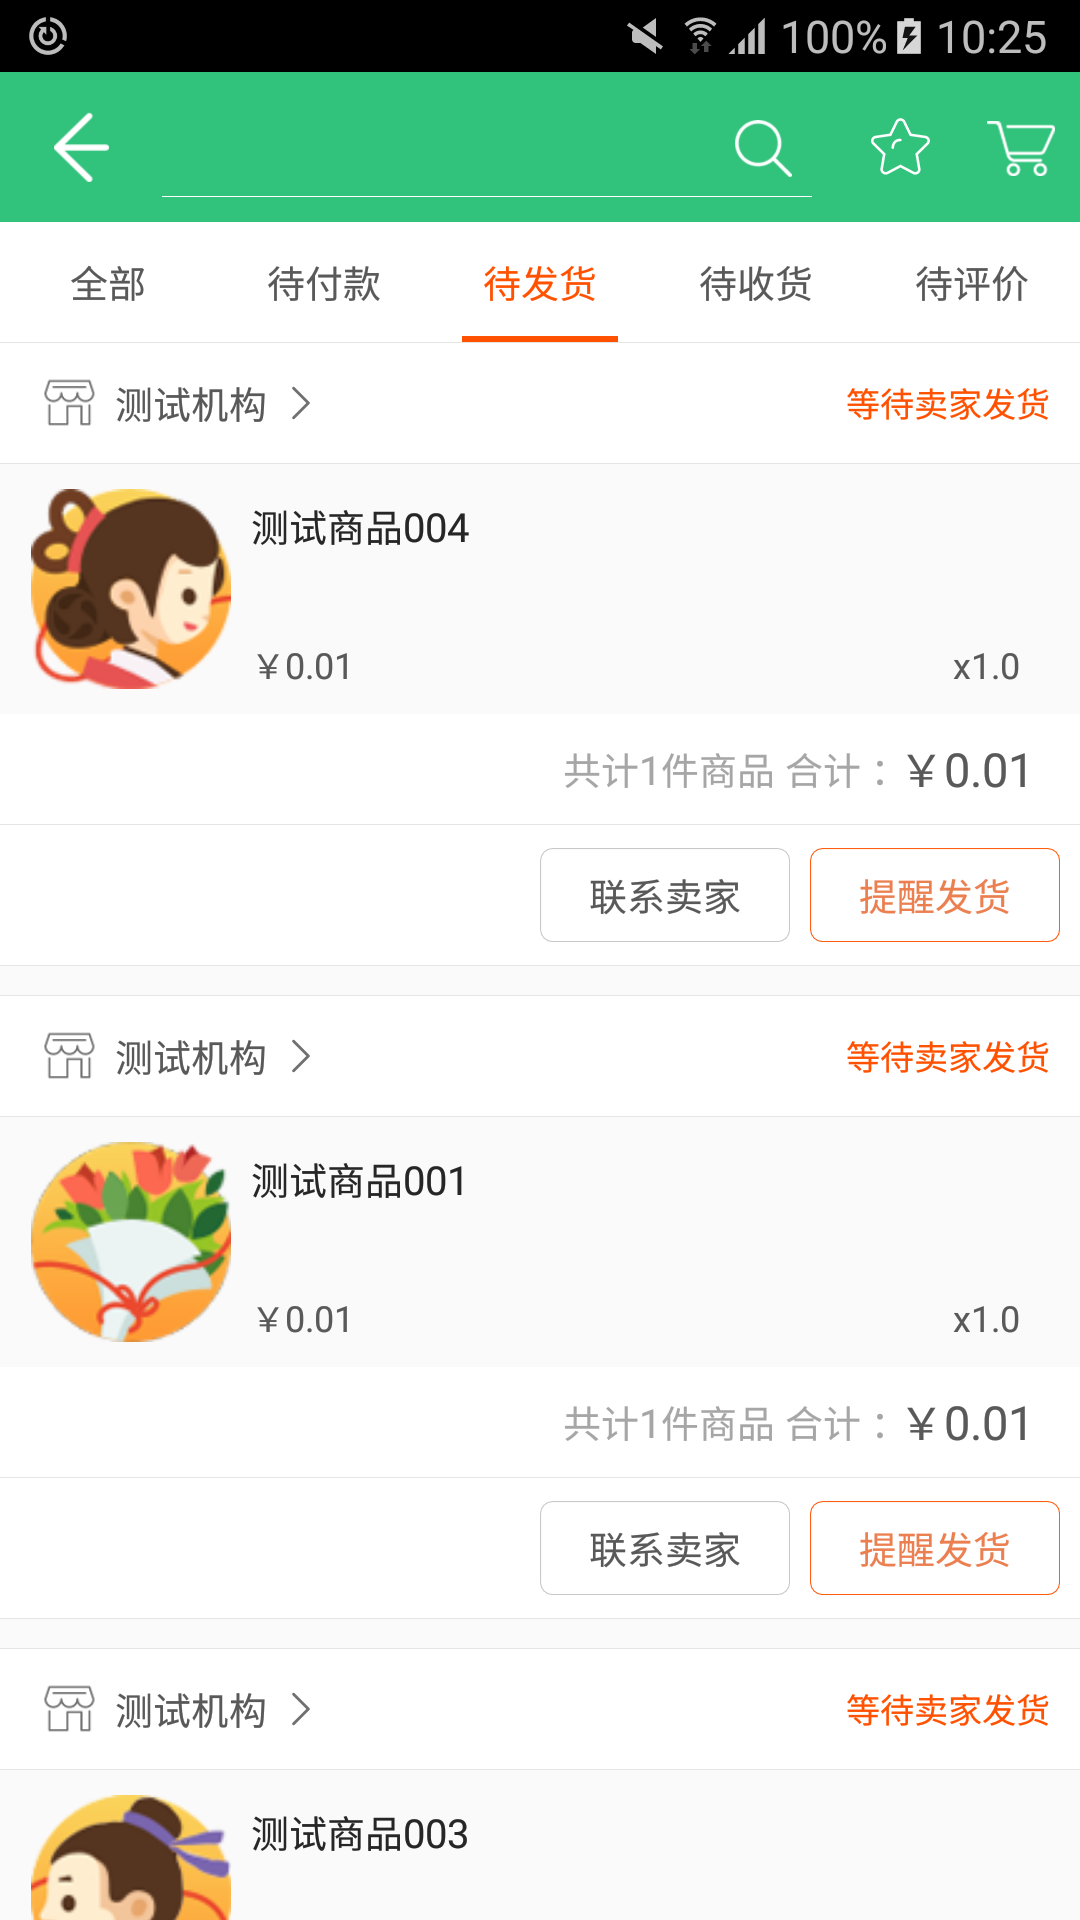 100% 10:25
全部 待付款 待发货 待收货 待评价
测试机构 等待卖家发货
测试商品004
￥0.01 x1.0
共计1件商品 合计：￥0.01
联系卖家 提醒发货
测试机构 等待卖家发货
测试商品001
￥0.01 x1.0
共计1件商品 合计：￥0.01
联系卖家 提醒发货
测试机构 等待卖家发货
测试商品003